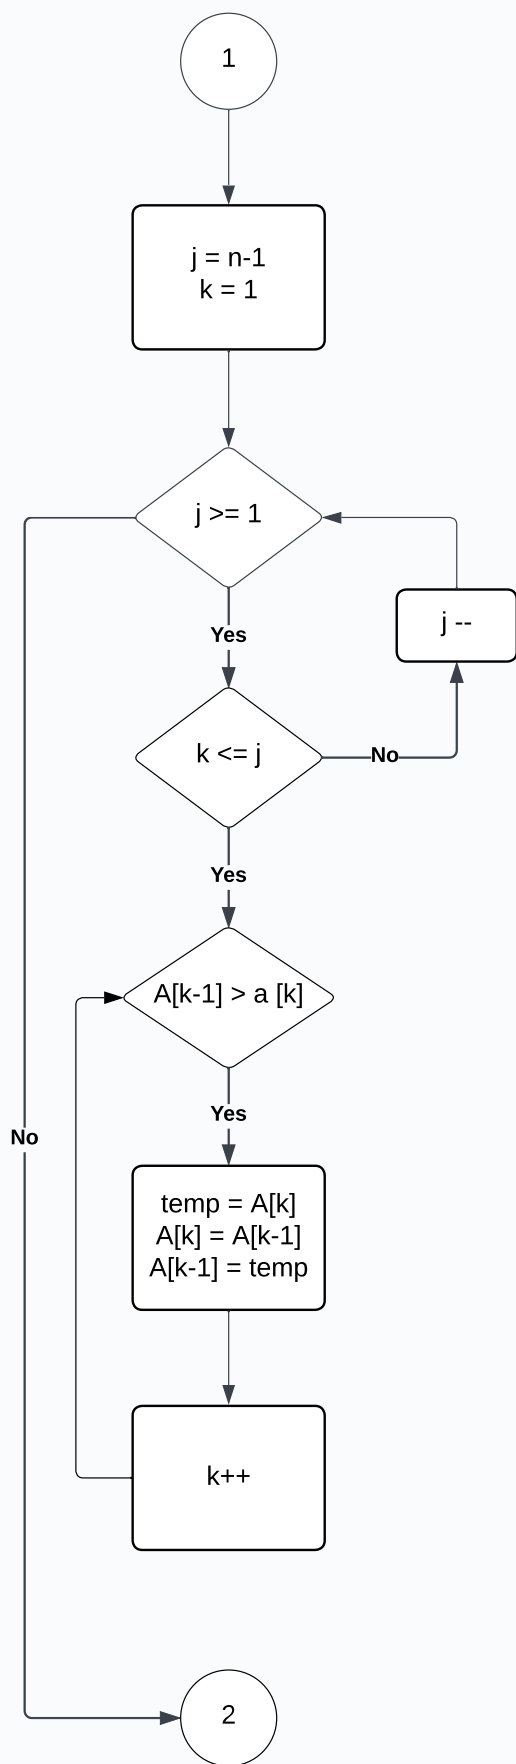 1
j = n-1
k = 1
j >= 1
Yes
j --
k <= j
No
Yes
A[k-1] > a [k]
Yes
No
temp = A[k]
A[k] = A[k-1]
A[k-1] = temp
k++
2